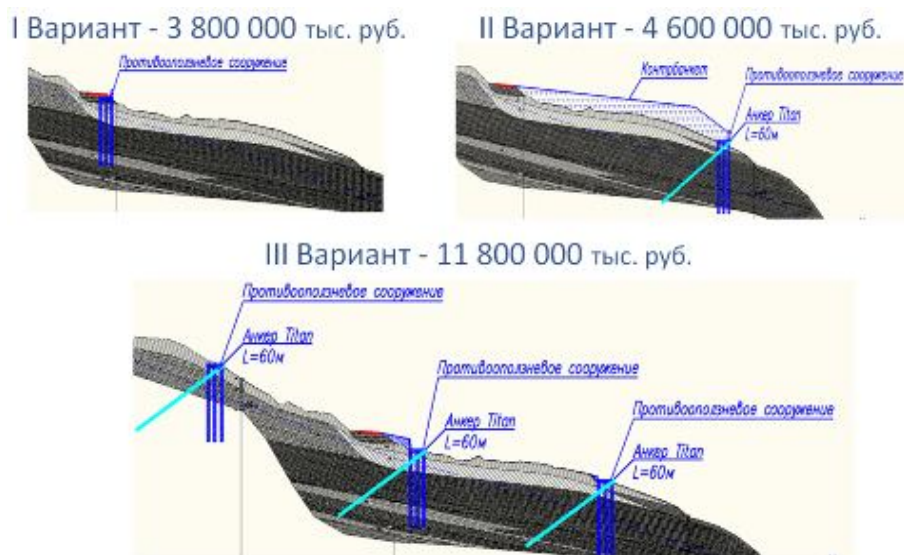 I Вариант - 3 800 000 тыс. руб.
Противооползневое сооружение
II Вариант - 4 600 000 тыс. руб.
Контрбанкет
Противооползневое сооружение
Анкер Titan
L=60м
III Вариант - 11 800 000 тыс. руб.
Противооползневое сооружение
Анкер Titan
L=60м
Противооползневое сооружение
Анкер Titan
L=60м
Противооползневое сооружение
Анкер Titan
L=60м